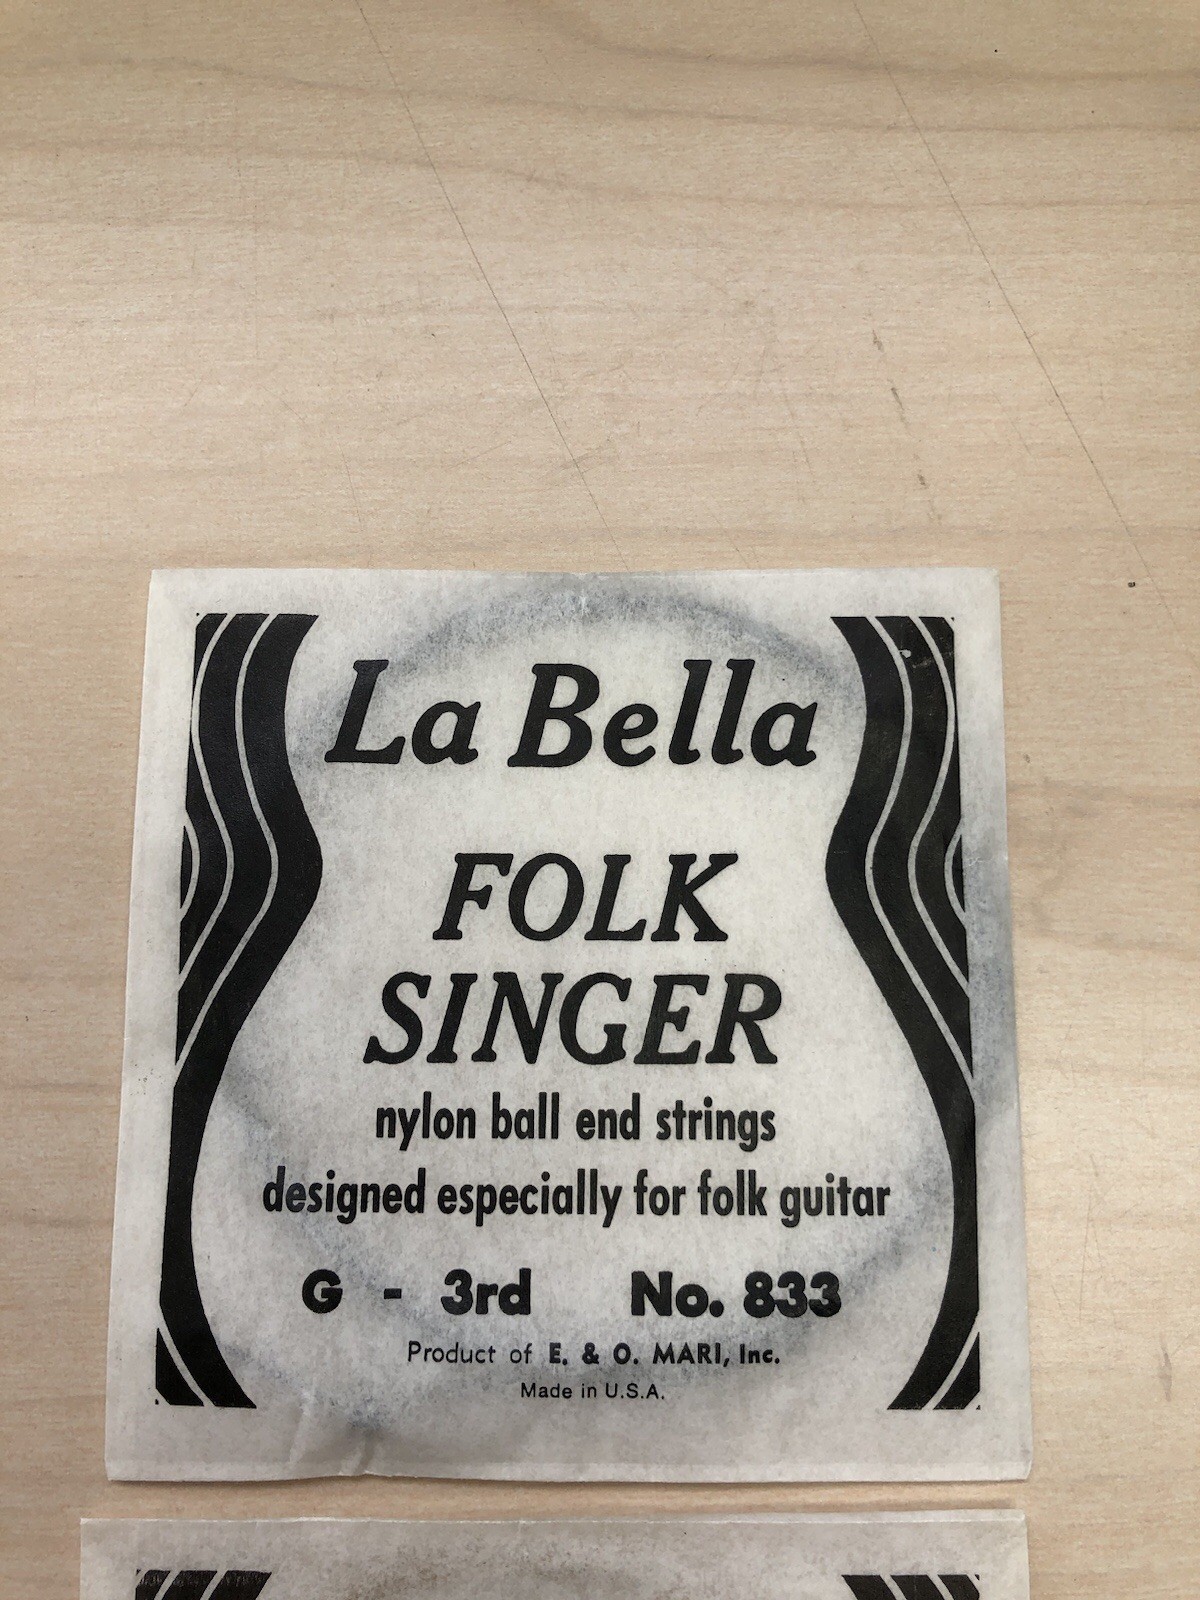 La Bella
FOLK
SINGER
nylon ball end strings
designed especially for folk guitar
G - 3rd No. 833
Product of E. & O. MARI, Inc.
Made in U.S.A.